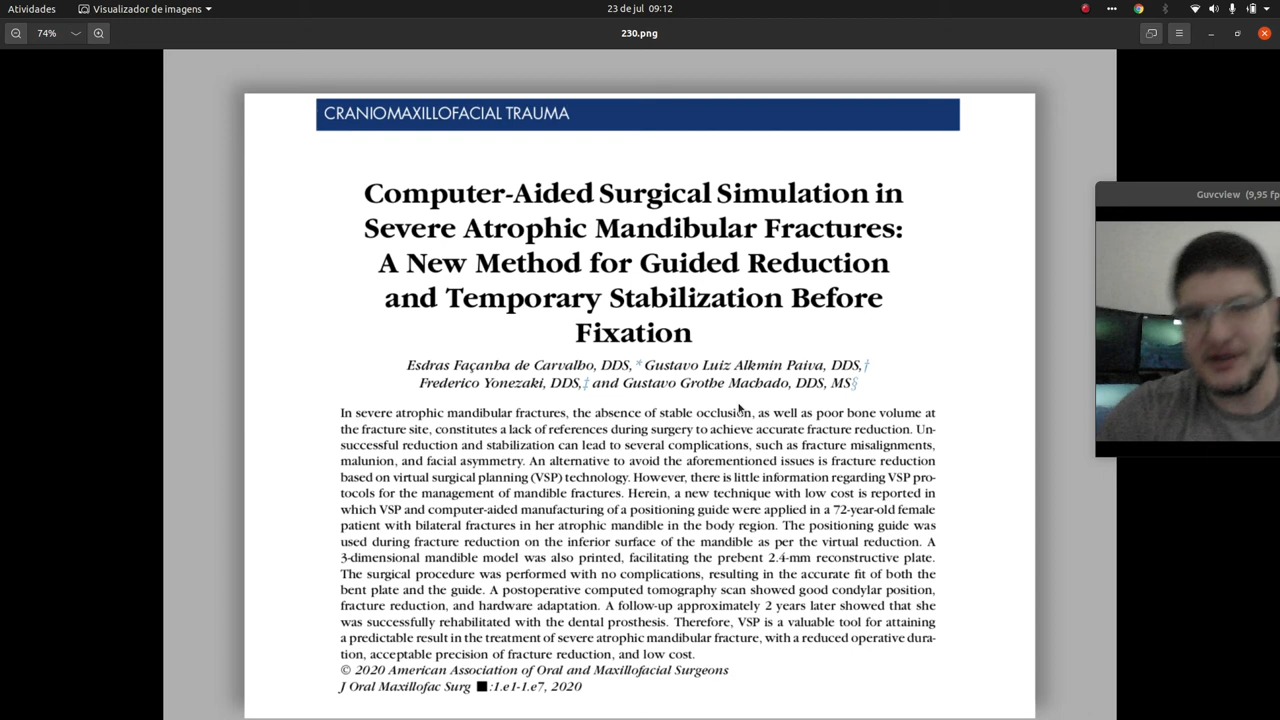 Atividades
Visualizador de imagens
23 de jul 09:12
74%
230.png
CRANIOMAXILLOFACIAL TRAUMA
Computer-Aided Surgical Simulation in
Severe Atrophic Mandibular Fractures:
A New Method for Guided Reduction
and Temporary Stabilization Before
Fixation
Esdras Façanha de Carvalho, DDS,* Gustavo Luiz Alkmin Paiva, DDS,†
Frederico Yonezaki, DDS,‡ and Gustavo Grothe Machado, DDS, MS§
In severe atrophic mandibular fractures, the absence of stable occlusion, as well as poor bone volume at
the fracture site, constitutes a lack of references during surgery to achieve accurate fracture reduction. Un-
successful reduction and stabilization can lead to several complications, such as fracture misalignments,
malunion, and facial asymmetry. An alternative to avoid the aforementioned issues is fracture reduction
based on virtual surgical planning (VSP) technology. However, there is little information regarding VSP pro-
tocols for the management of mandible fractures. Herein, a new technique with low cost is reported in
which VSP and computer-aided manufacturing of a positioning guide were applied in a 72-year-old female
patient with bilateral fractures in her atrophic mandible in the body region. The positioning guide was
used during fracture reduction on the inferior surface of the mandible as per the virtual reduction. A
3-dimensional mandible model was also printed, facilitating the prebent 2.4-mm reconstructive plate.
The surgical procedure was performed with no complications, resulting in the accurate fit of both the
bent plate and the guide. A postoperative computed tomography scan showed good condylar position,
fracture reduction, and hardware adaptation. A follow-up approximately 2 years later showed that she
was successfully rehabilitated with the dental prosthesis. Therefore, VSP is a valuable tool for attaining
a predictable result in the treatment of severe atrophic mandibular fracture, with a reduced operative dura-
tion, acceptable precision of fracture reduction, and low cost.
© 2020 American Association of Oral and Maxillofacial Surgeons
J Oral Maxillofac Surg ■:1.e1-1.e7, 2020
Guvcview (9,95 fp